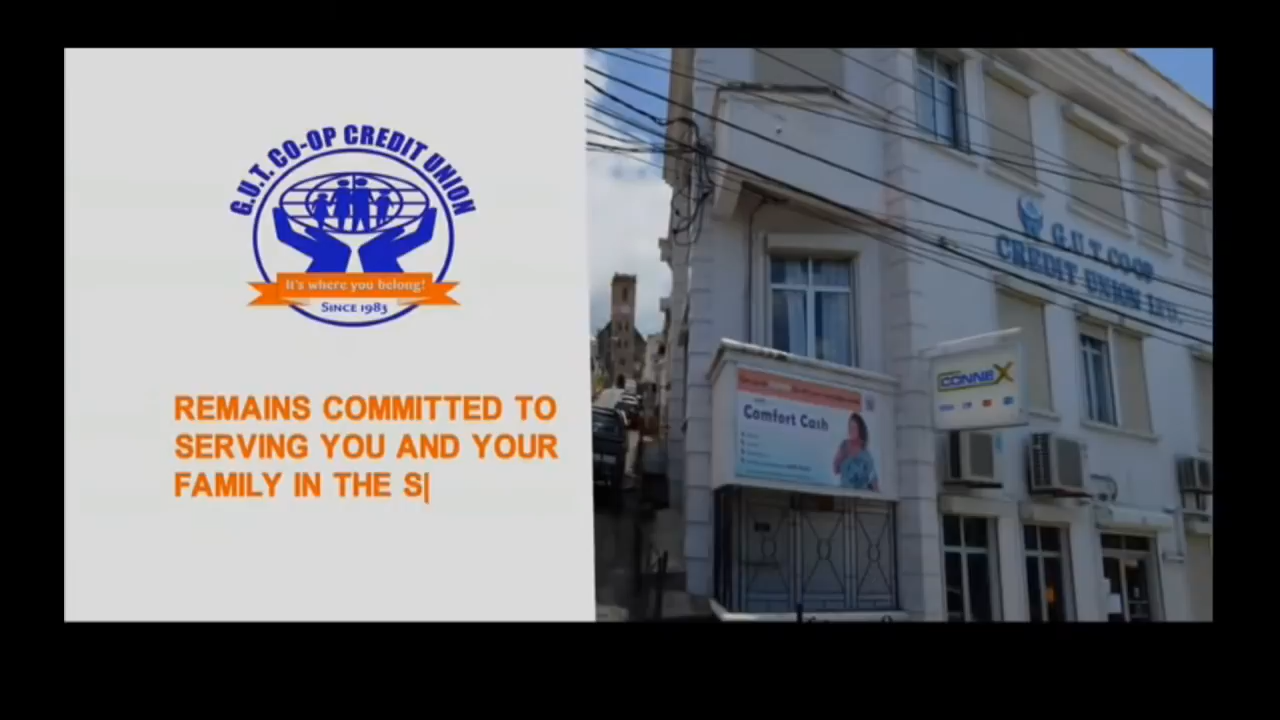 G.U.T. CO-OP CREDIT UNION
It's where you belong!
SINCE 1983
REMAINS COMMITTED TO
SERVING YOU AND YOUR
FAMILY IN THE S
G.U.T. CO-OP
CREDIT UNION LTD.
CONNEX
VISA
Comfort Cash